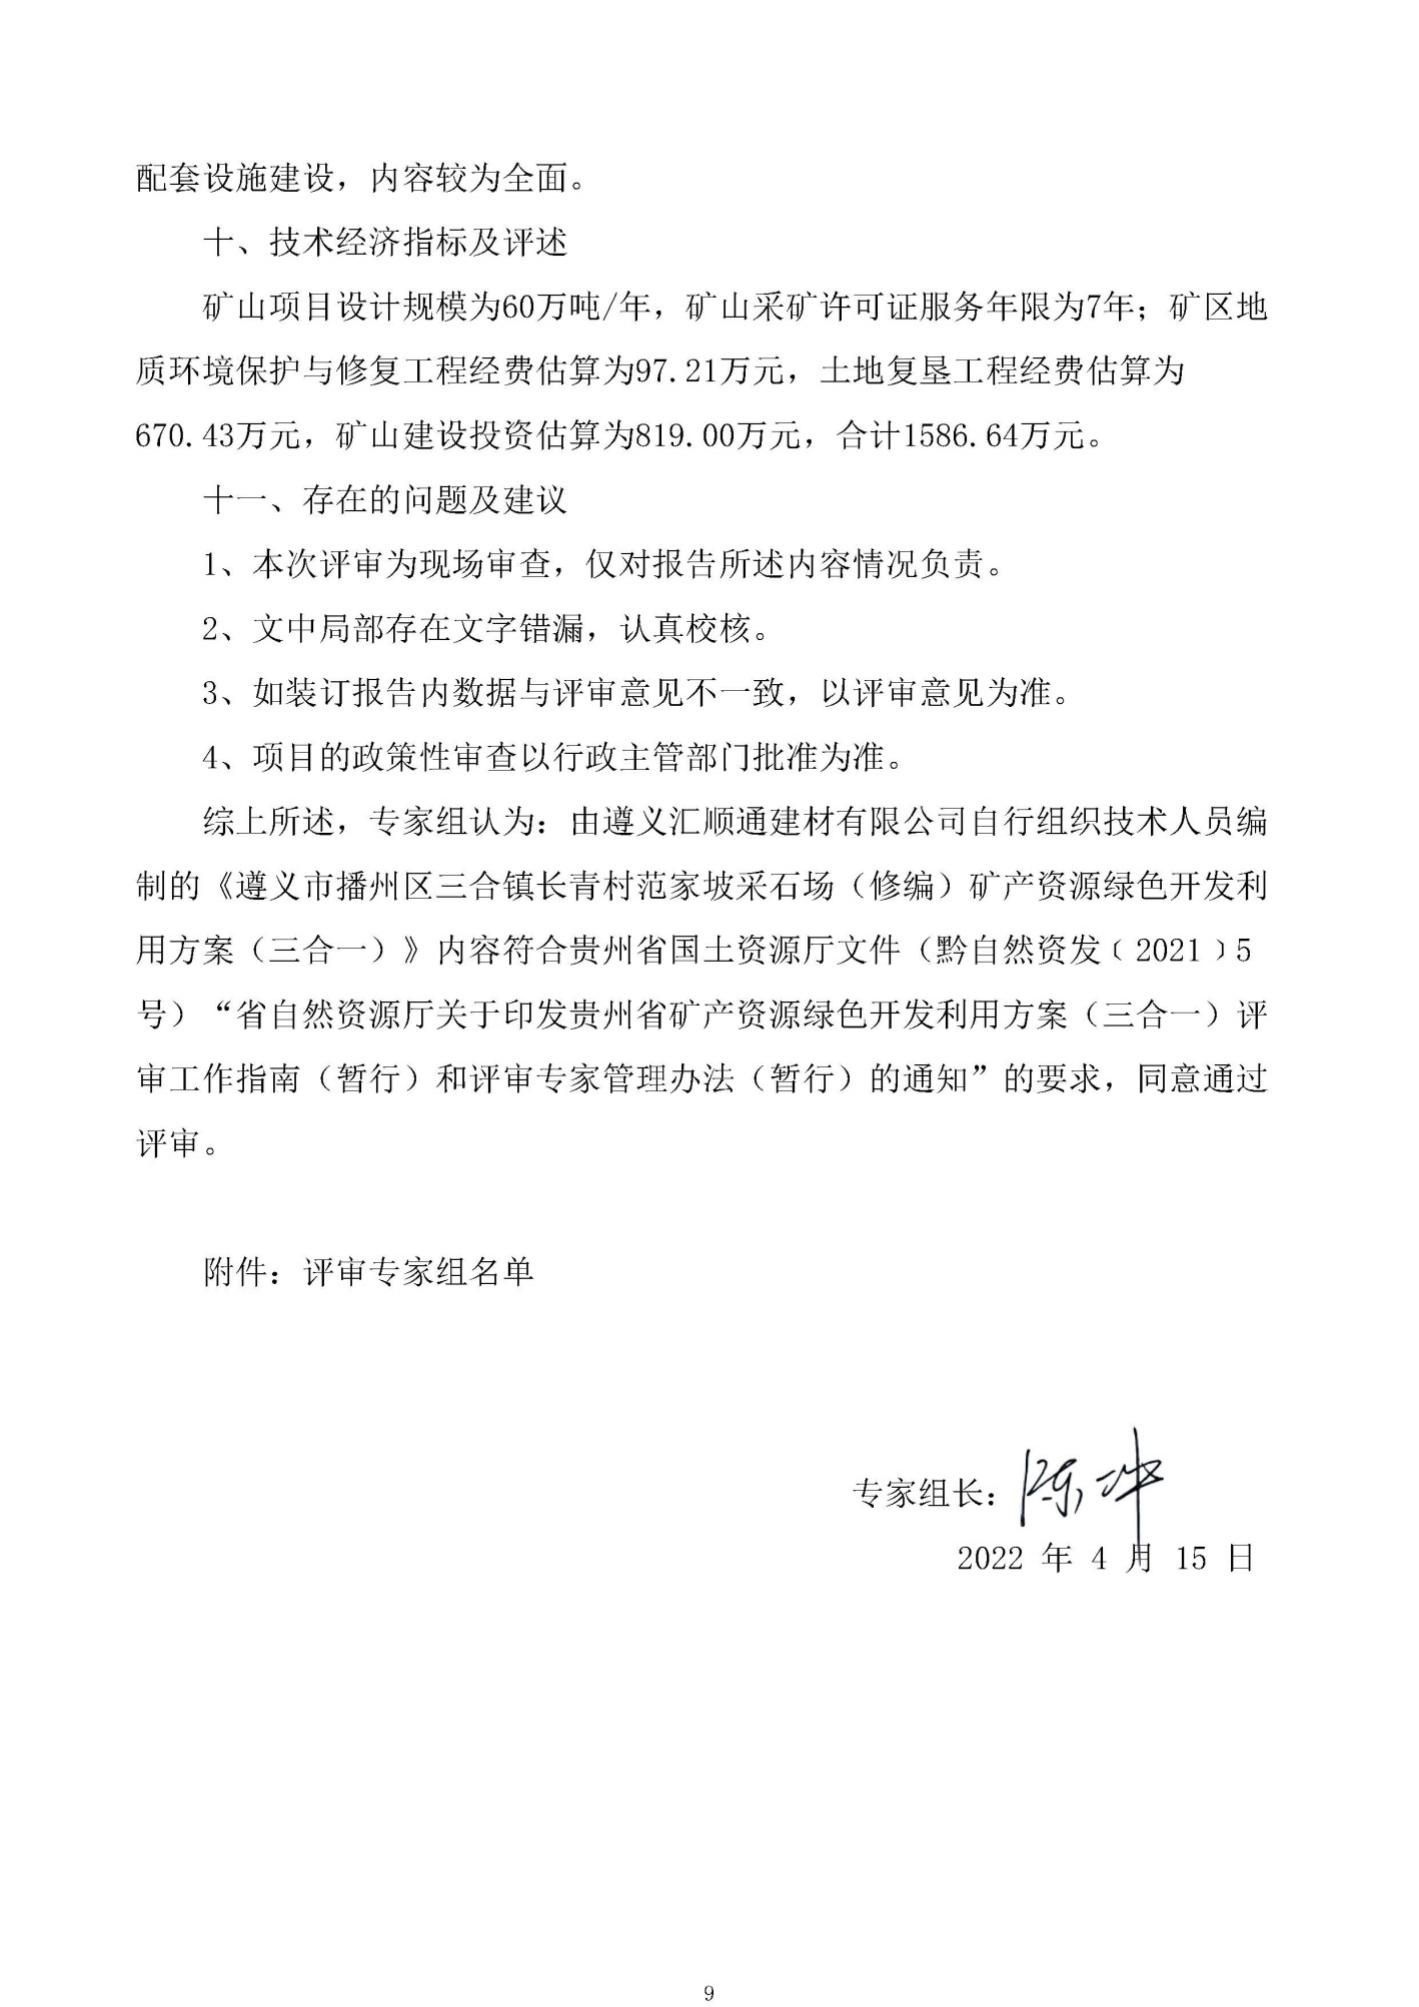 配套设施建设，内容较为全面。
十、技术经济指标及评述
矿山项目设计规模为60万吨/年，矿山采矿许可证服务年限为7年；矿区地
质环境保护与修复工程经费估算为97.21万元，土地复垦工程经费估算为
670.43万元，矿山建设投资估算为819.00万元，合计1586.64万元。
十一、存在的问题及建议
1、本次评审为现场审查，仅对报告所述内容情况负责。
2、文中局部存在文字错漏，认真校核。
3、如装订报告内数据与评审意见不一致，以评审意见为准。
4、项目的政策性审查以行政主管部门批准为准。
综上所述，专家组认为：由遵义汇顺通建材有限公司自行组织技术人员编
制的《遵义市播州区三合镇长青村范家坡采石场（修编）矿产资源绿色开发利
用方案（三合一）》内容符合贵州省国土资源厅文件（黔自然资发﹝2021﹞5
号）“省自然资源厅关于印发贵州省矿产资源绿色开发利用方案（三合一）评
审工作指南（暂行）和评审专家管理办法（暂行）的通知”的要求，同意通过
评审。
附件：评审专家组名单
专家组长：陈冲
2022 年 4 月 15 日
9